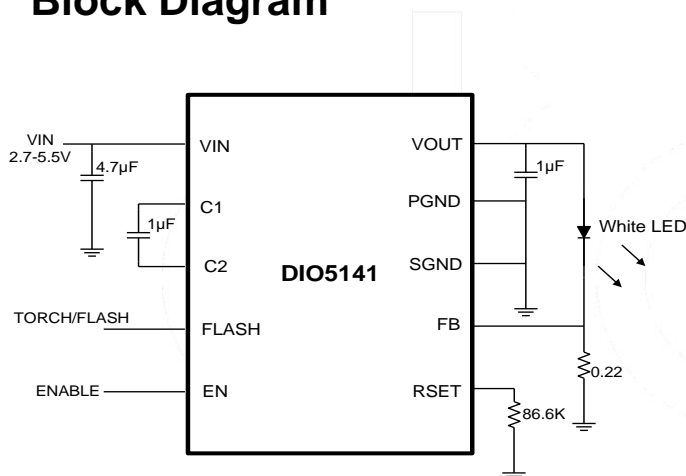 Block Diagram
VIN
2.7-5.5V
4.7µF
1µF
TORCH/FLASH
ENABLE
VIN
C1
C2
FLASH
EN
DIO5141
VOUT
PGND
SGND
FB
RSET
1µF
White LED
0.22
86.6K